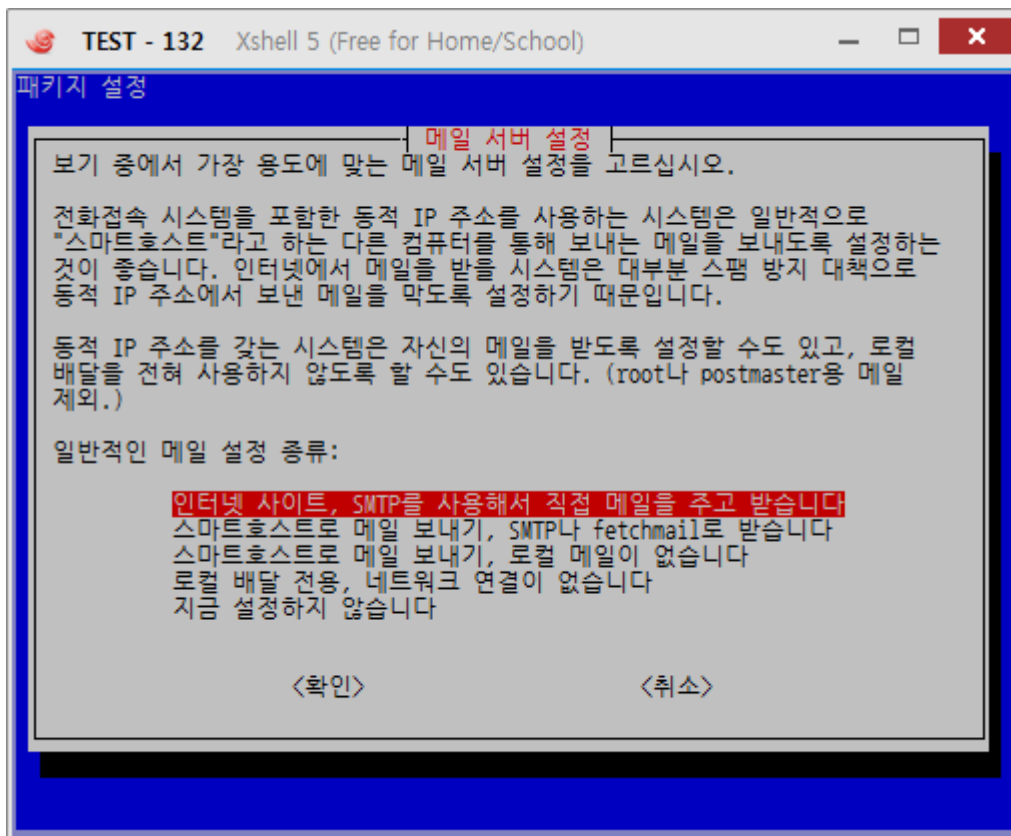 TEST - 132 Xshell 5 (Free for Home/School)
패키지 설정
메일 서버 설정
보기 중에서 가장 용도에 맞는 메일 서버 설정을 고르십시오.
전화접속 시스템을 포함한 동적 IP 주소를 사용하는 시스템은 일반적으로
"스마트호스트"라고 하는 다른 컴퓨터를 통해 보내는 메일을 보내도록 설정하는
것이 좋습니다. 인터넷에서 메일을 받을 시스템은 대부분 스팸 방지 대책으로
동적 IP 주소에서 보낸 메일을 막도록 설정하기 때문입니다.
동적 IP 주소를 갖는 시스템은 자신의 메일을 받도록 설정할 수도 있고, 로컬
배달을 전혀 사용하지 않도록 할 수도 있습니다. (root나 postmaster용 메일
제외.)
일반적인 메일 설정 종류:
인터넷 사이트, SMTP를 사용해서 직접 메일을 주고 받습니다
스마트호스트로 메일 보내기, SMTP나 fetchmail로 받습니다
스마트호스트로 메일 보내기, 로컬 메일이 없습니다
로컬 배달 전용, 네트워크 연결이 없습니다
지금 설정하지 않습니다
<확인> <취소>